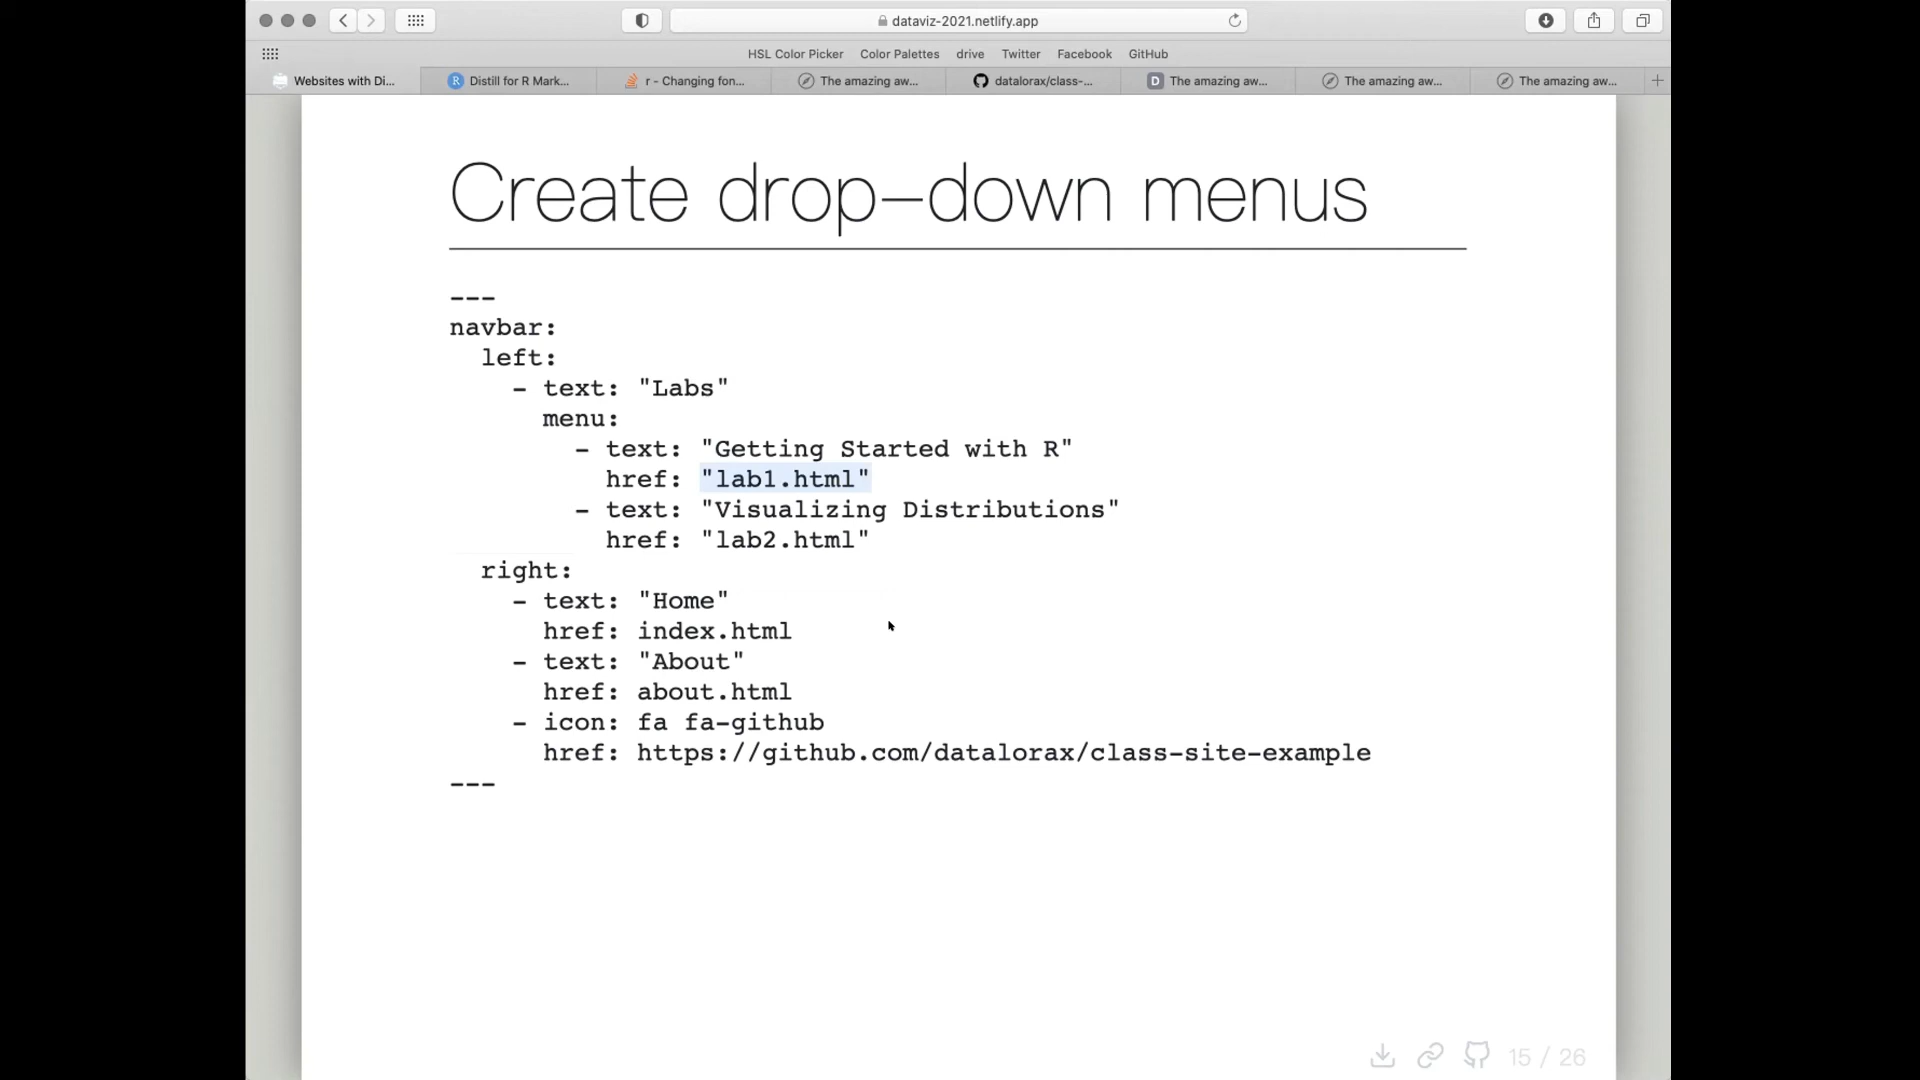 dataviz-2021.netlify.app
HSL Color Picker Color Palettes drive Twitter Facebook GitHub
Websites with Di... Distill for R Mark... r - Changing fon... The amazing aw... datalorax/class-... The amazing aw... The amazing aw... The amazing aw...
Create drop-down menus
---
navbar:
  left:
    - text: "Labs"
      menu:
        - text: "Getting Started with R"
          href: "lab1.html"
        - text: "Visualizing Distributions"
          href: "lab2.html"
  right:
    - text: "Home"
      href: index.html
    - text: "About"
      href: about.html
    - icon: fa fa-github
      href: https://github.com/datalorax/class-site-example
---
15 / 26